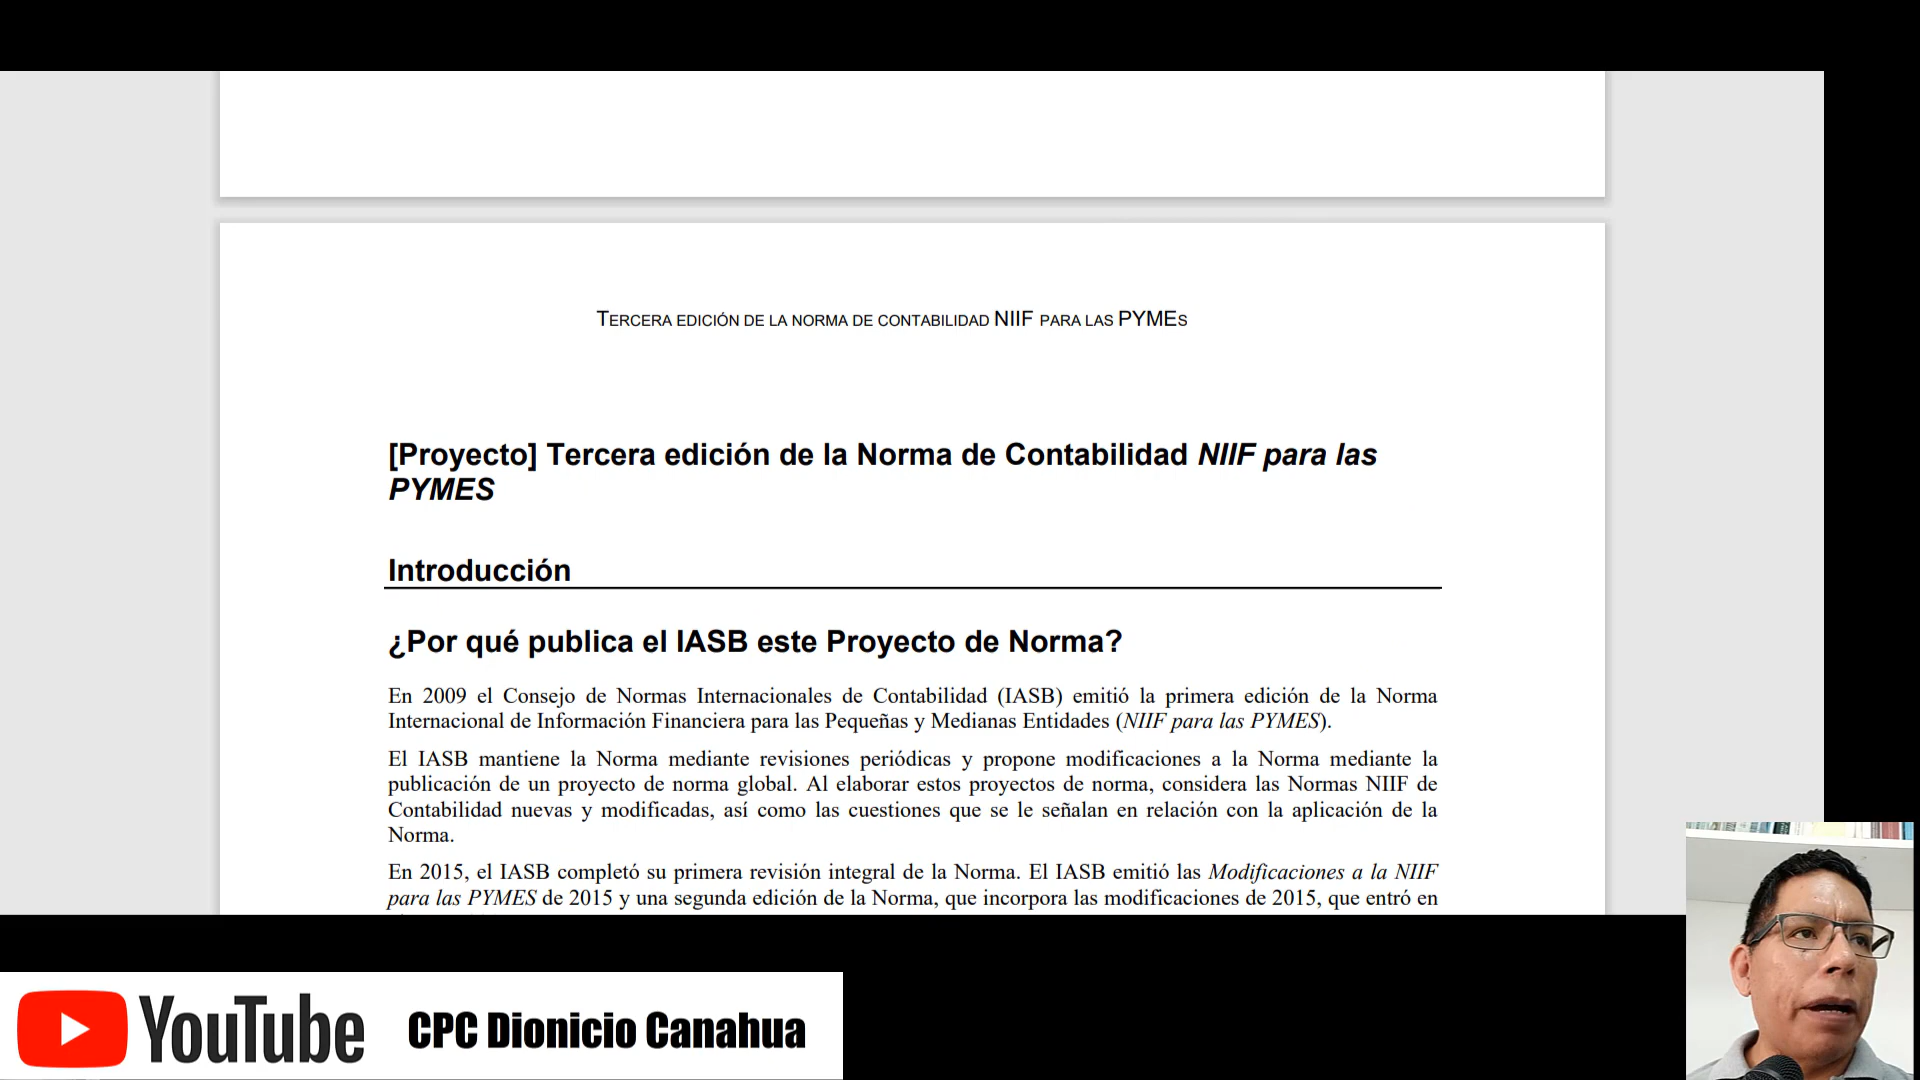 TERCERA EDICIÓN DE LA NORMA DE CONTABILIDAD NIIF PARA LAS PYMES
[Proyecto] Tercera edición de la Norma de Contabilidad NIIF para las
PYMES
Introducción
¿Por qué publica el IASB este Proyecto de Norma?
En 2009 el Consejo de Normas Internacionales de Contabilidad (IASB) emitió la primera edición de la Norma
Internacional de Información Financiera para las Pequeñas y Medianas Entidades (NIIF para las PYMES).
El IASB mantiene la Norma mediante revisiones periódicas y propone modificaciones a la Norma mediante la
publicación de un proyecto de norma global. Al elaborar estos proyectos de norma, considera las Normas NIIF de
Contabilidad nuevas y modificadas, así como las cuestiones que se le señalan en relación con la aplicación de la
Norma.
En 2015, el IASB completó su primera revisión integral de la Norma. El IASB emitió las Modificaciones a la NIIF
para las PYMES de 2015 y una segunda edición de la Norma, que incorpora las modificaciones de 2015, que entró en
YouTube CPC Dionicio Canahua